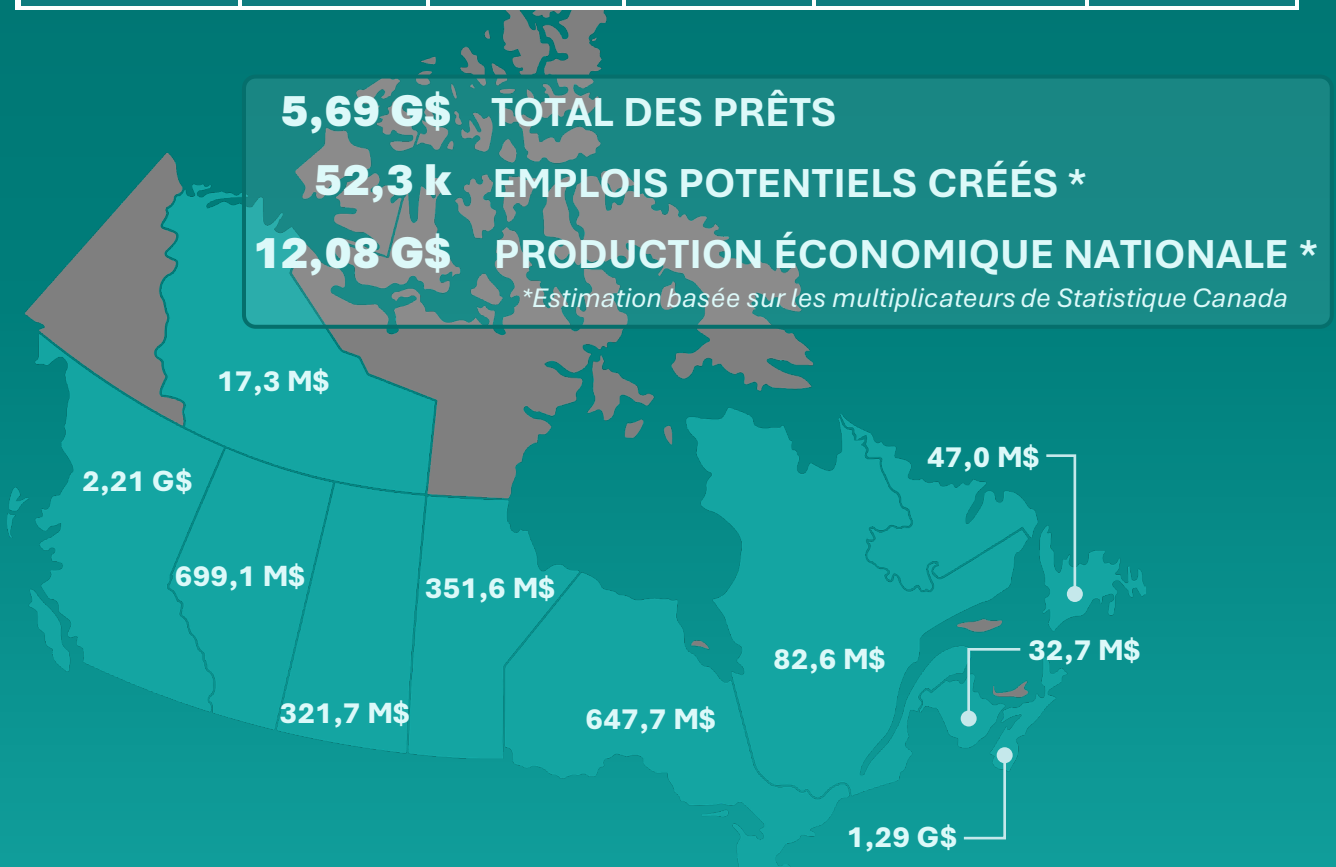 5,69 G$ TOTAL DES PRÊTS
52,3 k EMPLOIS POTENTIELS CRÉÉS *
12,08 G$ PRODUCTION ÉCONOMIQUE NATIONALE *
*Estimation basée sur les multiplicateurs de Statistique Canada
17,3 M$
47,0 M$
2,21 G$
699,1 M$
351,6 M$
32,7 M$
82,6 M$
321,7 M$
647,7 M$
1,29 G$